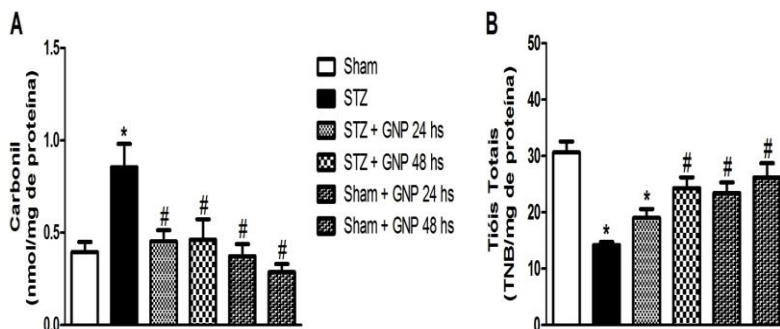 A
Carbonil
(nmol/mg de proteína)
1.5
1.0
0.5
0.0
*
#
#
#
#
Sham
STZ
STZ + GNP 24 hs
STZ + GNP 48 hs
Sham + GNP 24 hs
Sham + GNP 48 hs
B
Tióis Totais
(TNB/mg de proteína)
50
40
30
20
10
0
*
*
#
#
#